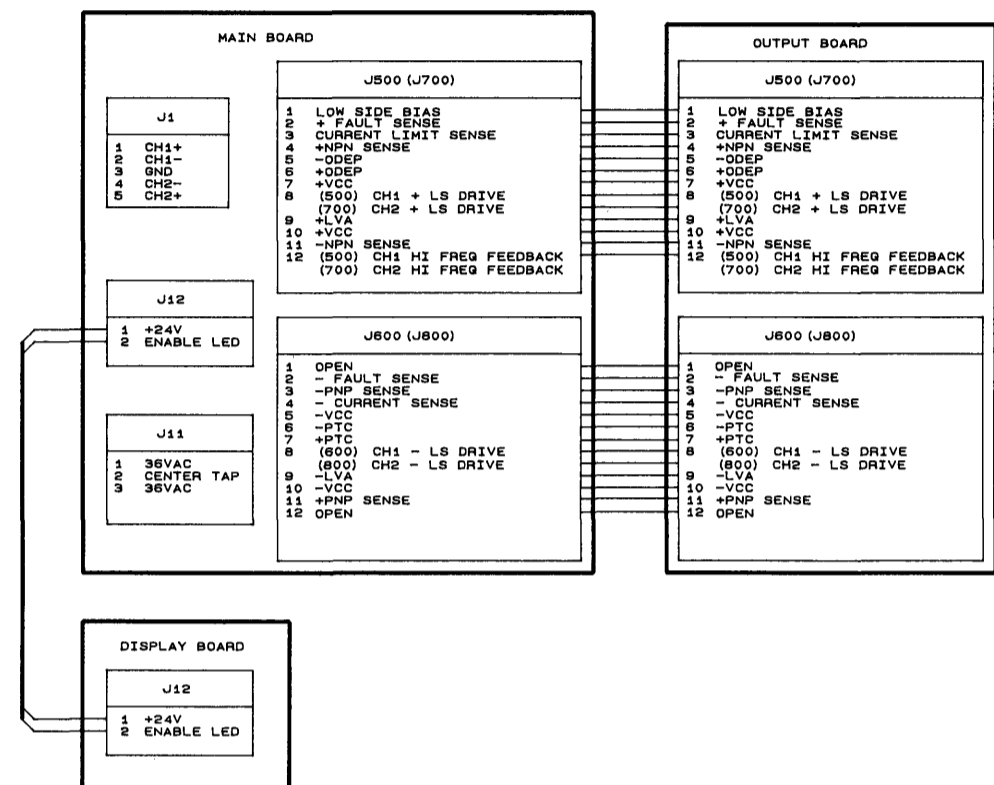 MAIN BOARD
J1
1 CH1+
2 CH1-
3 GND
4 CH2-
5 CH2+
J12
1 +24V
2 ENABLE LED
J11
1 36VAC
2 CENTER TAP
3 36VAC
J500 (J700)
1 LOW SIDE BIAS
2 + FAULT SENSE
3 CURRENT LIMIT SENSE
4 +NPN SENSE
5 -ODEP
6 +ODEP
7 +VCC
8 (500) CH1 + LS DRIVE
(700) CH2 + LS DRIVE
9 +LVA
10 +VCC
11 -NPN SENSE
12 (500) CH1 HI FREQ FEEDBACK
(700) CH2 HI FREQ FEEDBACK
J600 (J800)
1 OPEN
2 - FAULT SENSE
3 -PNP SENSE
4 - CURRENT SENSE
5 -VCC
6 -PTC
7 +PTC
8 (600) CH1 - LS DRIVE
(800) CH2 - LS DRIVE
9 -LVA
10 -VCC
11 +PNP SENSE
12 OPEN
OUTPUT BOARD
J500 (J700)
1 LOW SIDE BIAS
2 + FAULT SENSE
3 CURRENT LIMIT SENSE
4 +NPN SENSE
5 -ODEP
6 +ODEP
7 +VCC
8 (500) CH1 + LS DRIVE
(700) CH2 + LS DRIVE
9 +LVA
10 +VCC
11 -NPN SENSE
12 (500) CH1 HI FREQ FEEDBACK
(700) CH2 HI FREQ FEEDBACK
J600 (J800)
1 OPEN
2 - FAULT SENSE
3 -PNP SENSE
4 - CURRENT SENSE
5 -VCC
6 -PTC
7 +PTC
8 (600) CH1 - LS DRIVE
(800) CH2 - LS DRIVE
9 -LVA
10 -VCC
11 +PNP SENSE
12 OPEN
DISPLAY BOARD
J12
1 +24V
2 ENABLE LED